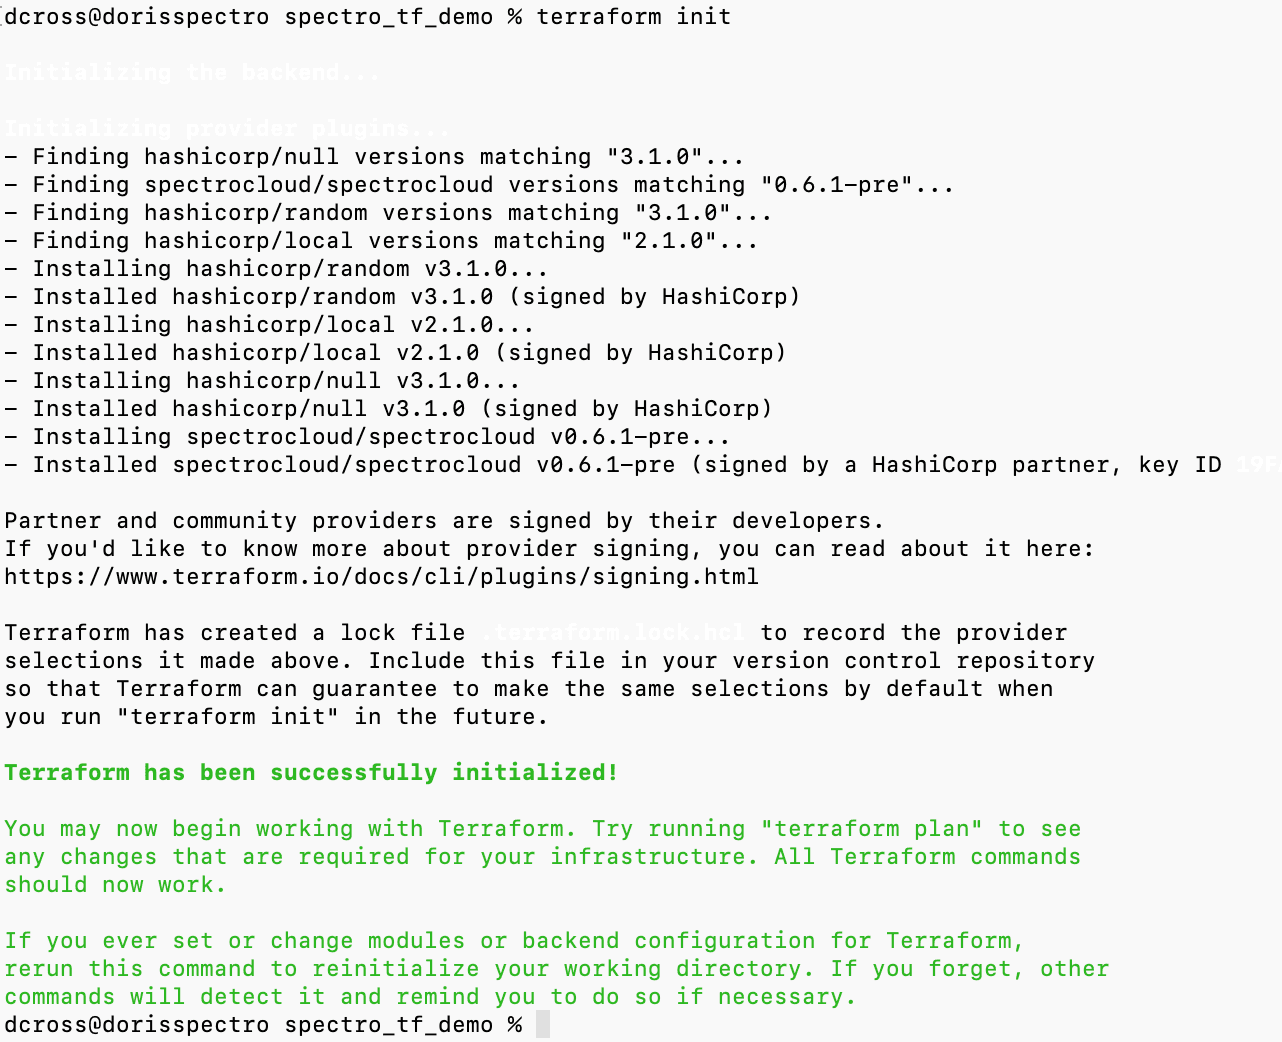 dcross@dorisspectro spectro_tf_demo % terraform init
Initializing the backend...
Initializing provider plugins...
- Finding hashicorp/null versions matching "3.1.0"...
- Finding spectrocloud/spectrocloud versions matching "0.6.1-pre"...
- Finding hashicorp/random versions matching "3.1.0"...
- Finding hashicorp/local versions matching "2.1.0"...
- Installing hashicorp/random v3.1.0...
- Installed hashicorp/random v3.1.0 (signed by HashiCorp)
- Installing hashicorp/local v2.1.0...
- Installed hashicorp/local v2.1.0 (signed by HashiCorp)
- Installing hashicorp/null v3.1.0...
- Installed hashicorp/null v3.1.0 (signed by HashiCorp)
- Installing spectrocloud/spectrocloud v0.6.1-pre...
- Installed spectrocloud/spectrocloud v0.6.1-pre (signed by a HashiCorp partner, key ID
Partner and community providers are signed by their developers.
If you'd like to know more about provider signing, you can read about it here:
https://www.terraform.io/docs/cli/plugins/signing.html
Terraform has created a lock file .terraform.lock.hcl to record the provider
selections it made above. Include this file in your version control repository
so that Terraform can guarantee to make the same selections by default when
you run "terraform init" in the future.
Terraform has been successfully initialized!
You may now begin working with Terraform. Try running "terraform plan" to see
any changes that are required for your infrastructure. All Terraform commands
should now work.
If you ever set or change modules or backend configuration for Terraform,
rerun this command to reinitialize your working directory. If you forget, other
commands will detect it and remind you to do so if necessary.
dcross@dorisspectro spectro_tf_demo %